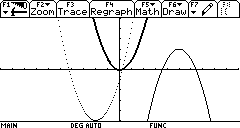 F1 F2 Zoom F3 Trace F4 Regraph F5 Math F6 Draw F7
MAIN DEG AUTO FUNC